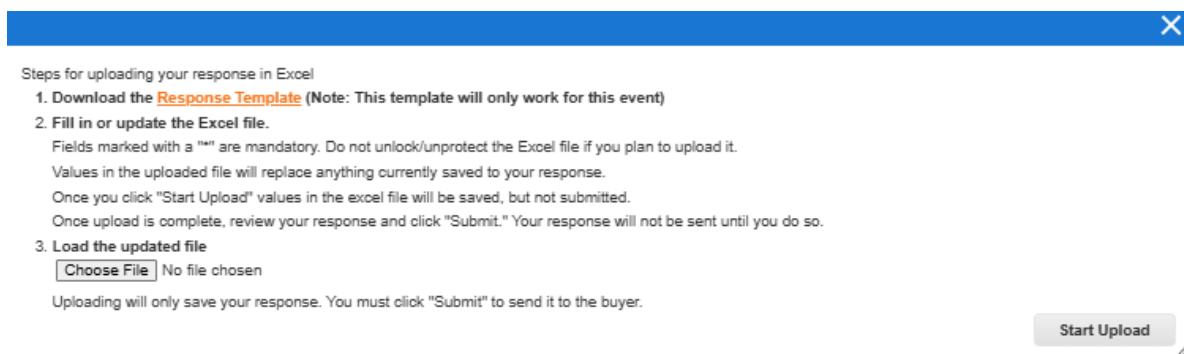 Steps for uploading your response in Excel
1. Download the Response Template (Note: This template will only work for this event)
2. Fill in or update the Excel file.
Fields marked with a "*" are mandatory. Do not unlock/unprotect the Excel file if you plan to upload it.
Values in the uploaded file will replace anything currently saved to your response.
Once you click "Start Upload" values in the excel file will be saved, but not submitted.
Once upload is complete, review your response and click "Submit." Your response will not be sent until you do so.
3. Load the updated file
Choose File No file chosen
Uploading will only save your response. You must click "Submit" to send it to the buyer.
Start Upload